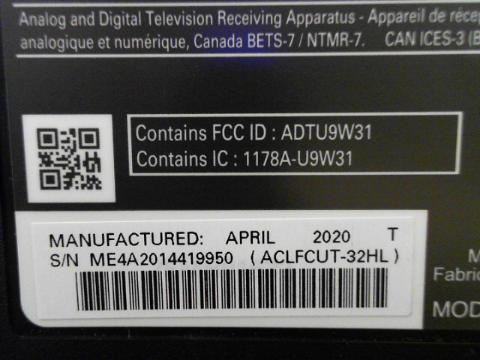 Analog and Digital Television Receiving Apparatus - Appareil de récep
analogique et numérique, Canada BETS-7 / NTMR-7. CAN ICES-3 (B
Contains FCC ID : ADTU9W31
Contains IC : 1178A-U9W31
MANUFACTURED: APRIL 2020 T
S/N ME4A2014419950 ( ACLFCUT-32HL )
M
Fabric
MOD